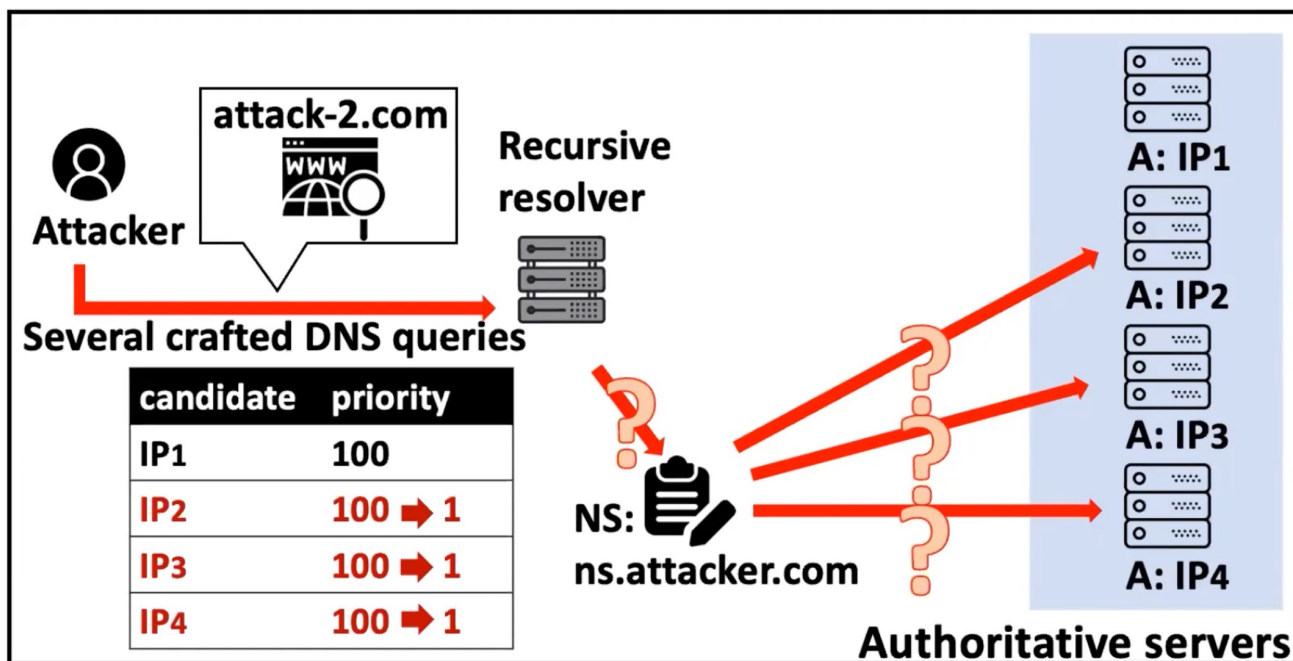 attack-2.com
WWW
Attacker
Recursive
resolver
Several crafted DNS queries
candidate priority
IP1 100
IP2 100 ➡ 1
IP3 100 ➡ 1
IP4 100 ➡ 1
?
NS:
ns.attacker.com
?
?
?
A: IP1
A: IP2
A: IP3
A: IP4
Authoritative servers